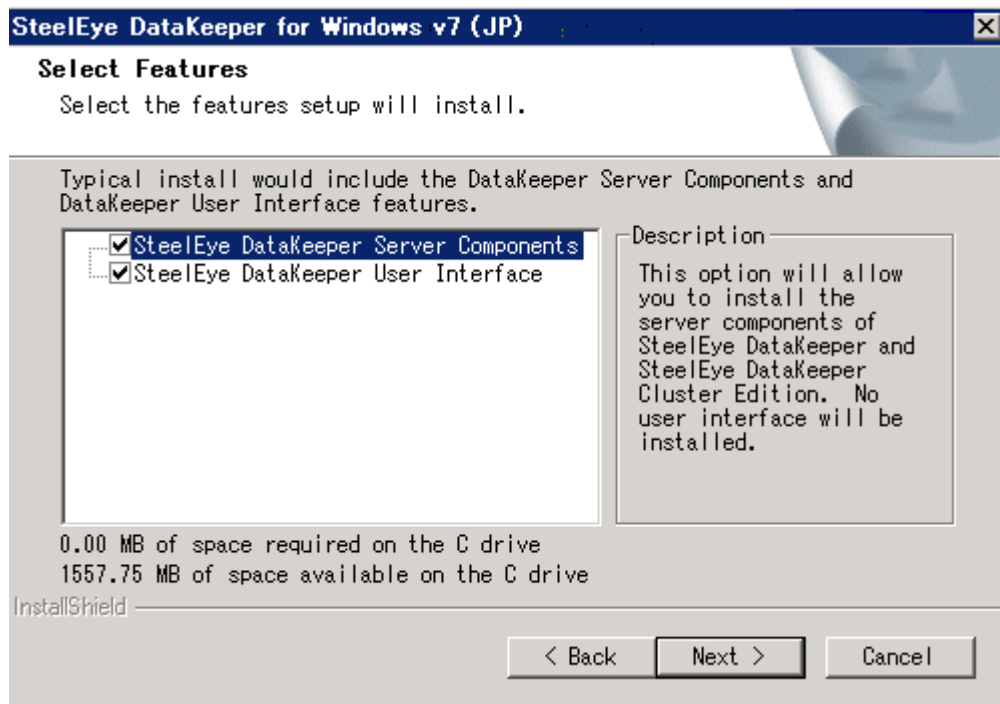 SteelEye DataKeeper for Windows v7 (JP)
Select Features
Select the features setup will install.
Typical install would include the DataKeeper Server Components and
DataKeeper User Interface features.
SteelEye DataKeeper Server Components
SteelEye DataKeeper User Interface
Description
This option will allow
you to install the
server components of
SteelEye DataKeeper and
SteelEye DataKeeper
Cluster Edition. No
user interface will be
installed.
0.00 MB of space required on the C drive
1557.75 MB of space available on the C drive
InstallShield
< Back
Next >
Cancel